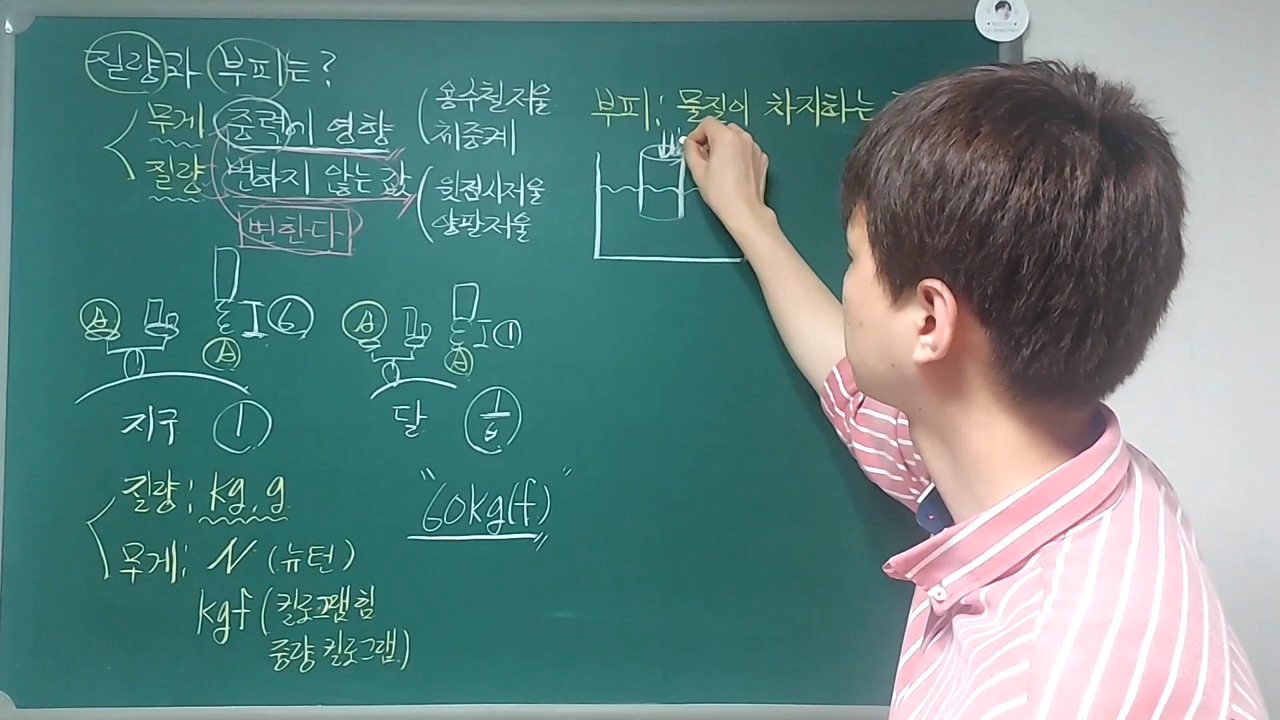 질량과 부피는?
무게 중력의 영향
(용수철저울
체중계
질량 변하지 않는 값
(윗접시저울
양팔저울
변한다
A
A
I 6
A
A
I 1
지구 1
달 1/6
질량; kg, g
무게: N (뉴턴)
kgf (킬로그램힘
중량 킬로그램)
"60kg(f)"
부피: 물질이 차지하는